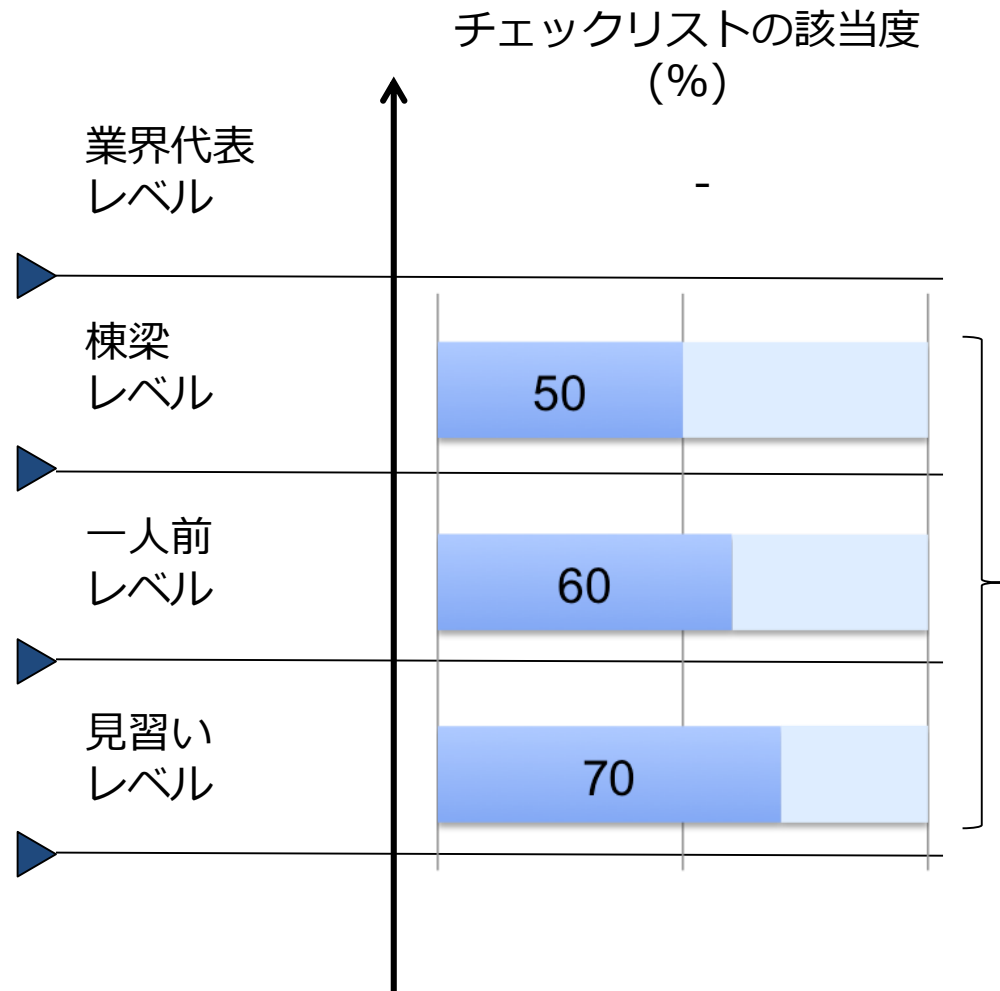 チェックリストの該当度
(%)
業界代表
レベル
-
棟梁
レベル
50
一人前
レベル
60
見習い
レベル
70